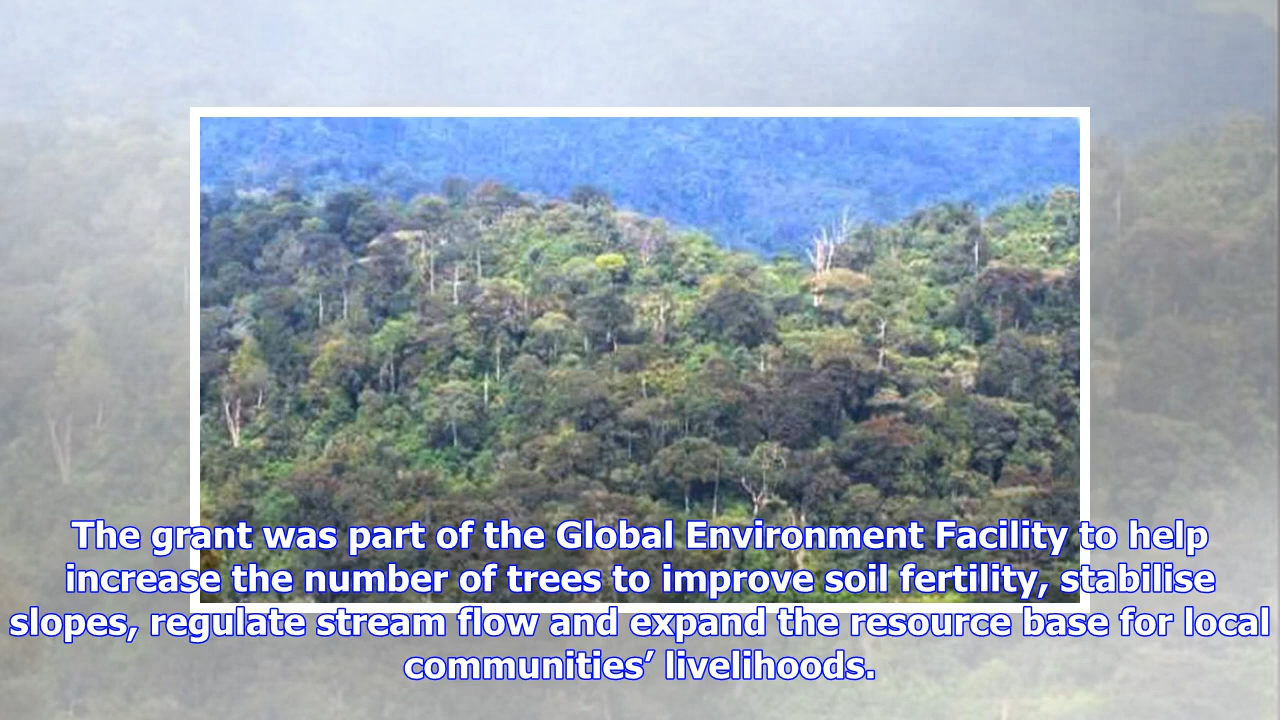 The grant was part of the Global Environment Facility to help
increase the number of trees to improve soil fertility, stabilise
slopes, regulate stream flow and expand the resource base for local
communities’ livelihoods.